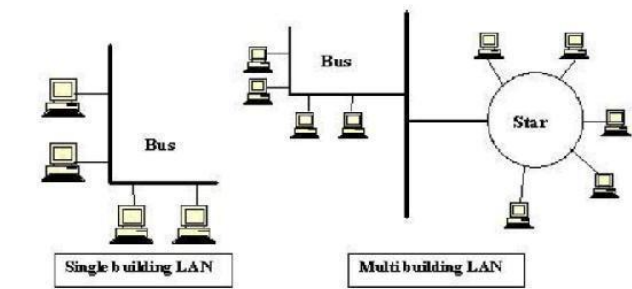 Bus
Star
Bus
Single building LAN
Multi building LAN